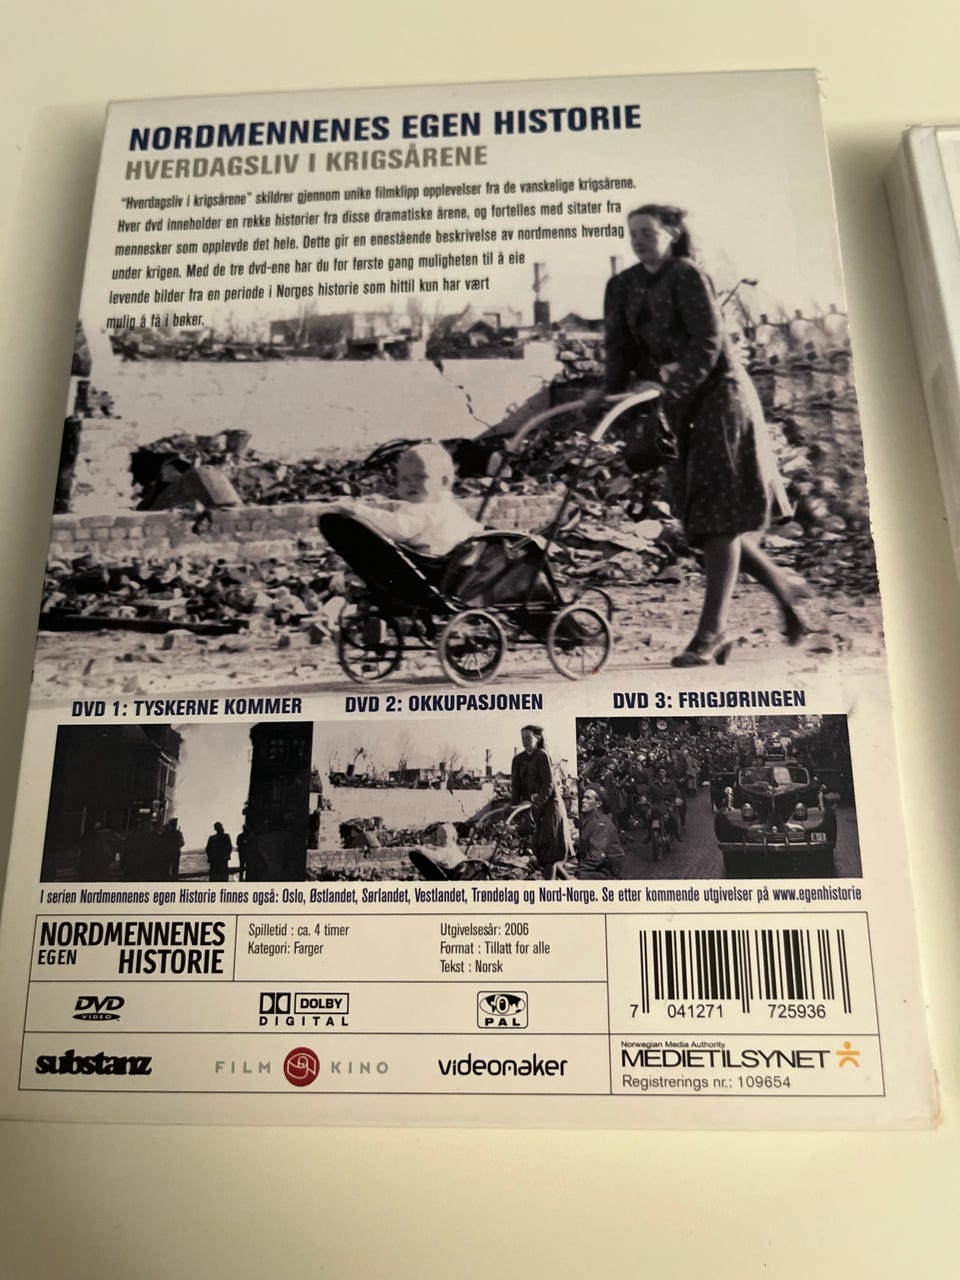 NORDMENNENES EGEN HISTORIE
HVERDAGSLIV I KRIGSÅRENE
"Hverdagsliv i krigsårene" skildrer gjennom unike filmklipp opplevelser fra de vanskelige krigsårene.
Hver dvd inneholder en rekke historier fra disse dramatiske årene, og fortelles med sitater fra
mennesker som opplevde det hele. Dette gir en enestående beskrivelse av nordmenns hverdag
under krigen. Med de tre dvd-ene har du for første gang muligheten til å eie
levende bilder fra en periode i Norges historie som hittil kun har vært
mulig å få i bøker.
DVD 1: TYSKERNE KOMMER
DVD 2: OKKUPASJONEN
DVD 3: FRIGJØRINGEN
I serien Nordmennenes egen Historie finnes også: Oslo, Østlandet, Sørlandet, Vestlandet, Trøndelag og Nord-Norge. Se etter kommende utgivelser på www.egenhistorie
NORDMENNENES
EGEN HISTORIE
Spilletid : ca. 4 timer
Kategori: Farger
Utgivelsesår: 2006
Format : Tillatt for alle
Tekst : Norsk
7 041271 725936
DVD
VIDEO
DOLBY
DIGITAL
PAL
substanz
FILM KINO
videomaker
Norwegian Media Authority
MEDIETILSYNET
Registrerings nr.: 109654